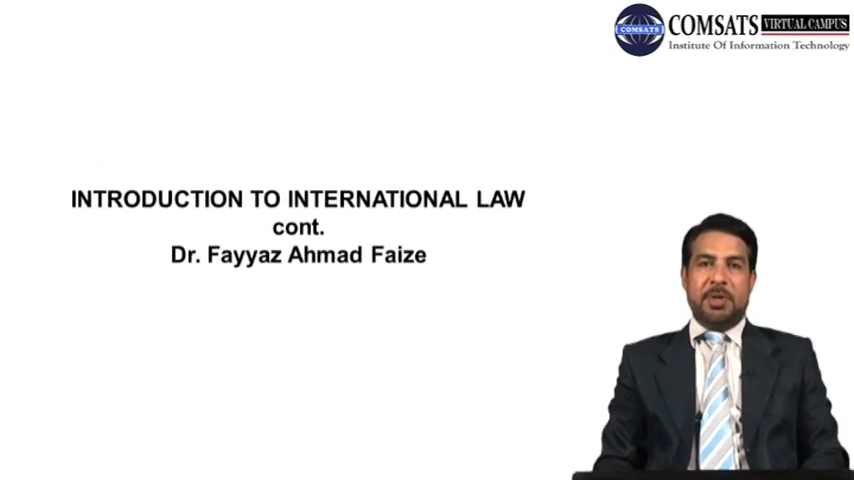 COMSATS VIRTUAL CAMPUS
COMSATS
Institute Of Information Technology
INTRODUCTION TO INTERNATIONAL LAW
cont.
Dr. Fayyaz Ahmad Faize